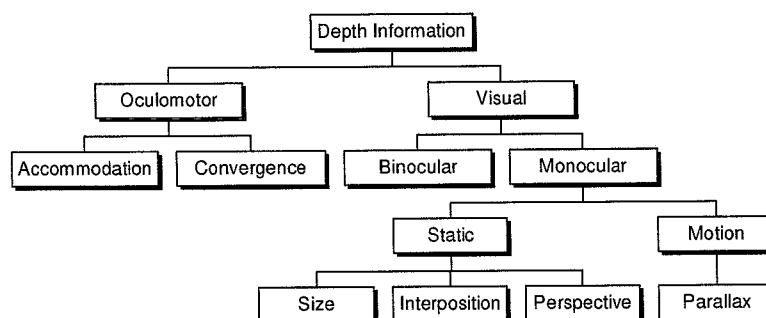 Depth Information
Oculomotor
Visual
Accommodation
Convergence
Binocular
Monocular
Static
Motion
Size
Interposition
Perspective
Parallax